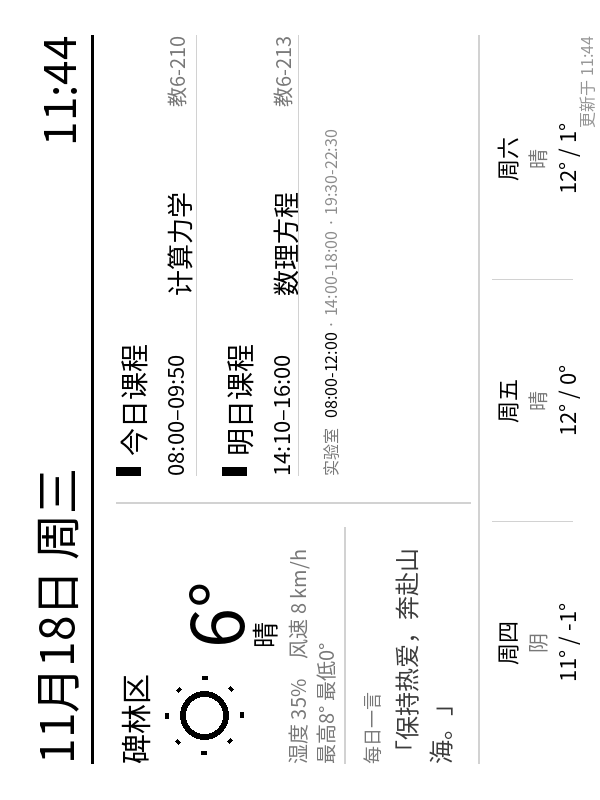 11月18日 周三
11:44
碑林区
6°
晴
湿度 35% 风速 8 km/h
最高8° 最低0°
每日一言
「保持热爱，奔赴山
海。」
今日课程
08:00–09:50 计算力学 教6-210
明日课程
14:10–16:00 数理方程 教6-213
实验室 08:00-12:00 · 14:00-18:00 · 19:30-22:30
周四
阴
11° / -1°
周五
晴
12° / 0°
周六
晴
12° / 1°
更新于 11:44